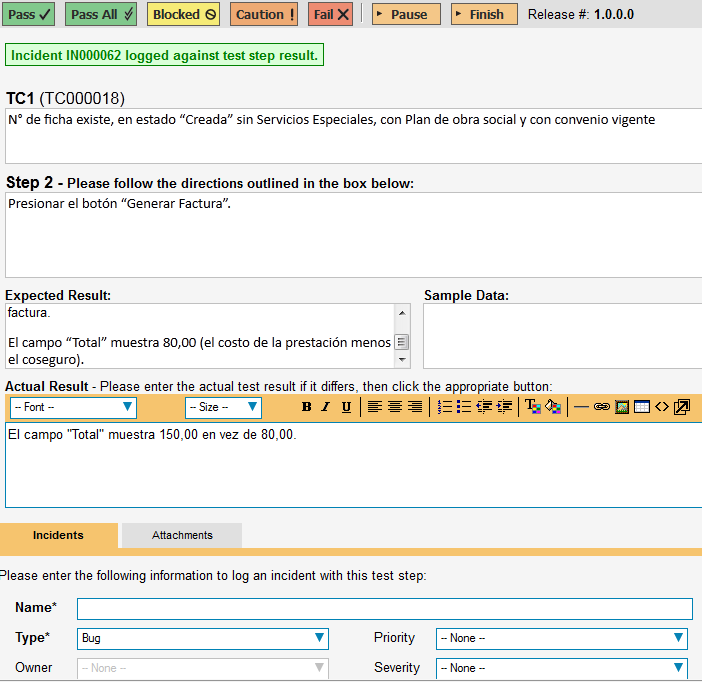 Pass Pass All Blocked Caution ! Fail Pause Finish Release #: 1.0.0.0
Incident IN000062 logged against test step result.
TC1 (TC000018)
N° de ficha existe, en estado “Creada” sin Servicios Especiales, con Plan de obra social y con convenio vigente
Step 2 - Please follow the directions outlined in the box below:
Presionar el botón “Generar Factura”.
Expected Result: Sample Data:
factura.
El campo “Total” muestra 80,00 (el costo de la prestación menos
el coseguro).
Actual Result - Please enter the actual test result if it differs, then click the appropriate button:
-- Font -- -- Size -- B I U
El campo "Total" muestra 150,00 en vez de 80,00.
Incidents Attachments
Please enter the following information to log an incident with this test step:
Name*
Type* Bug Priority -- None --
Owner -- None -- Severity -- None --